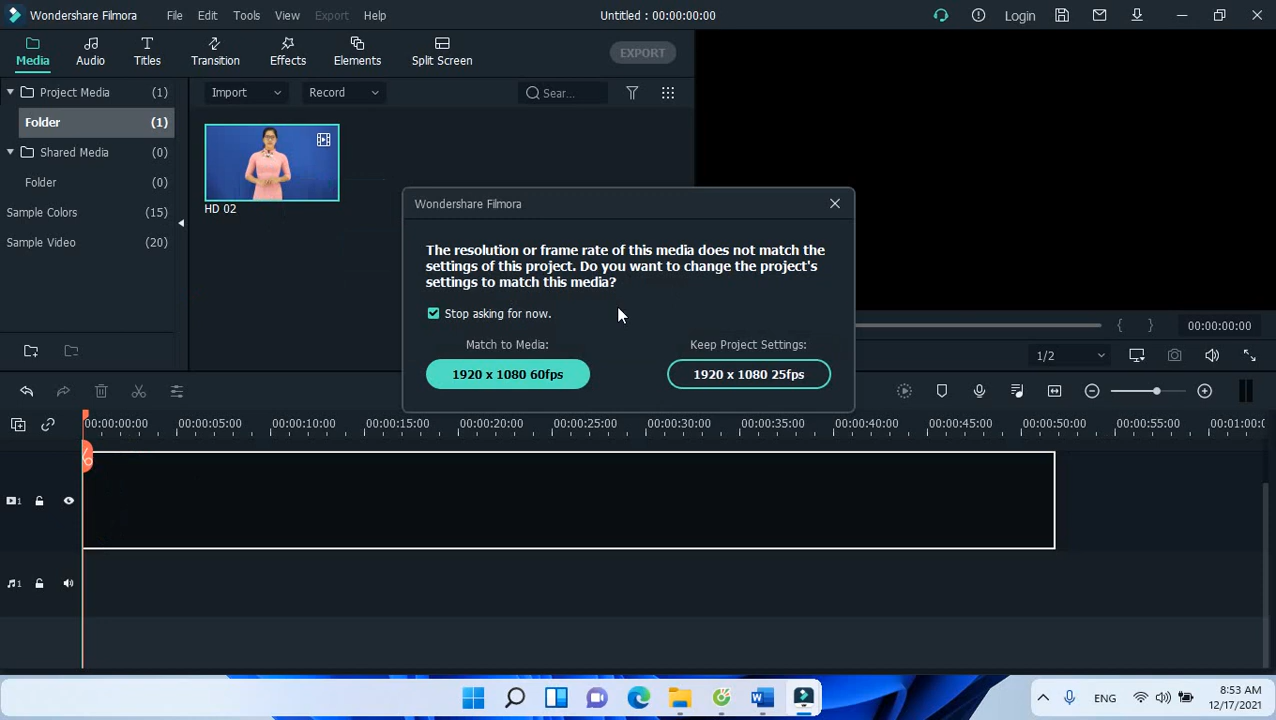 Wondershare Filmora File Edit Tools View Export Help Untitled : 00:00:00:00 Login
Media Audio Titles Transition Effects Elements Split Screen EXPORT
Project Media (1) Import Record Sear...
Folder (1)
Shared Media (0)
Folder (0)
Sample Colors (15)
Sample Video (20)
HD 02
Wondershare Filmora
The resolution or frame rate of this media does not match the
settings of this project. Do you want to change the project's
settings to match this media?
Stop asking for now.
Match to Media: Keep Project Settings:
1920 x 1080 60fps 1920 x 1080 25fps
{ } 00:00:00:00
1/2
00:00:00:00 00:00:05:00 00:00:10:00 00:00:15:00 00:00:20:00 00:00:25:00 00:00:30:00 00:00:35:00 00:00:40:00 00:00:45:00 00:00:50:00 00:00:55:00 00:01:00:0
1
1
ENG 8:53 AM
12/17/2021